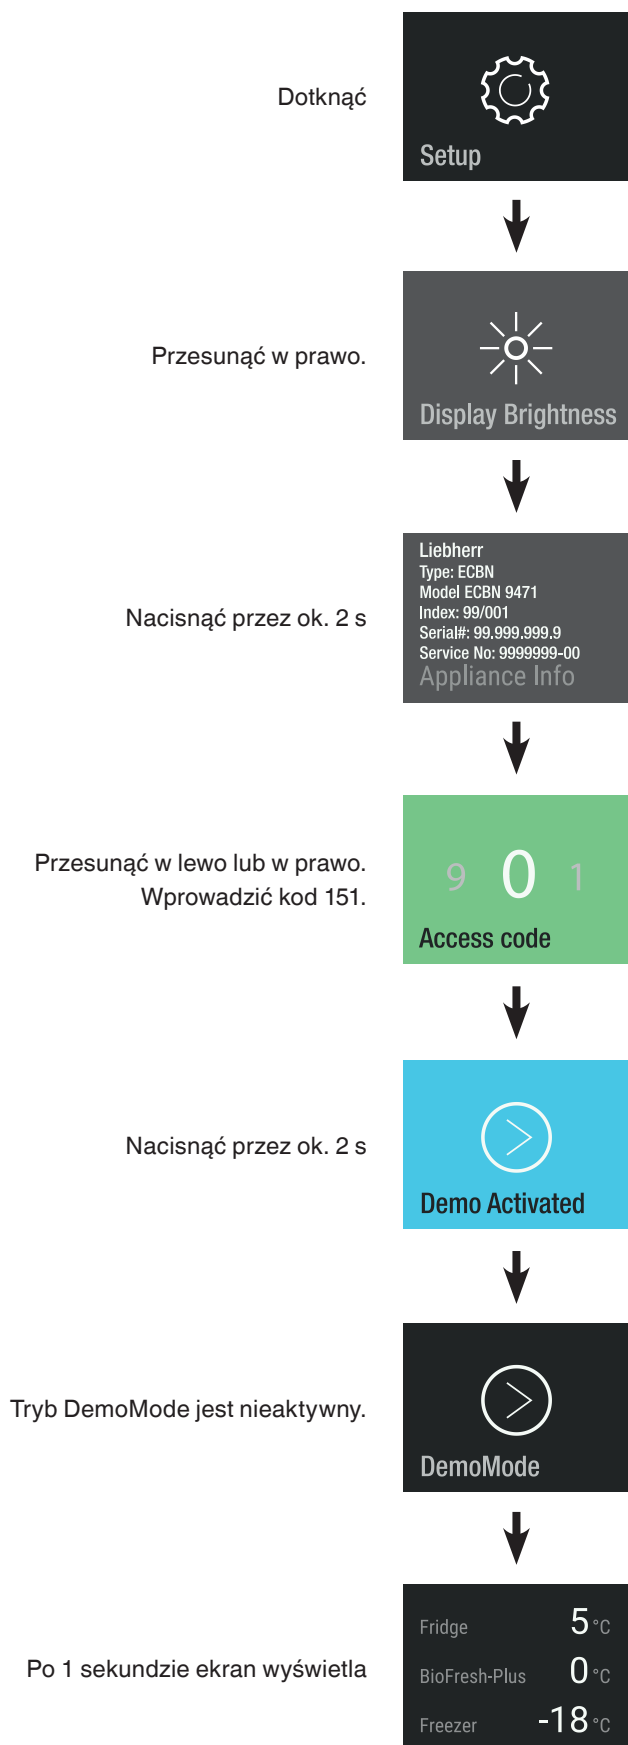 Dotknąć
Setup
Przesunąć w prawo.
Display Brightness
Nacisnąć przez ok. 2 s
Liebherr
Type: ECBN
Model ECBN 9471
Index: 99/001
Serial#: 99.999.999.9
Service No: 9999999-00
Appliance Info
Przesunąć w lewo lub w prawo.
Wprowadzić kod 151.
9 0 1
Access code
Nacisnąć przez ok. 2 s
Demo Activated
Tryb DemoMode jest nieaktywny.
DemoMode
Po 1 sekundzie ekran wyświetla
Fridge 5 °C
BioFresh-Plus 0 °C
Freezer -18 °C